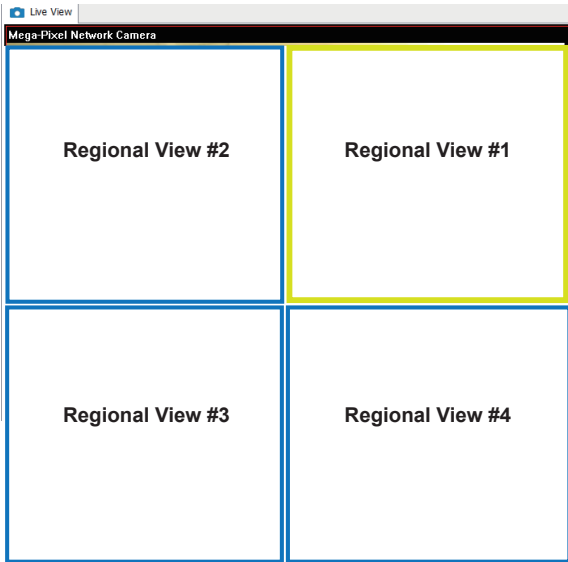 Live View
Mega-Pixel Network Camera
Regional View #2
Regional View #1
Regional View #3
Regional View #4